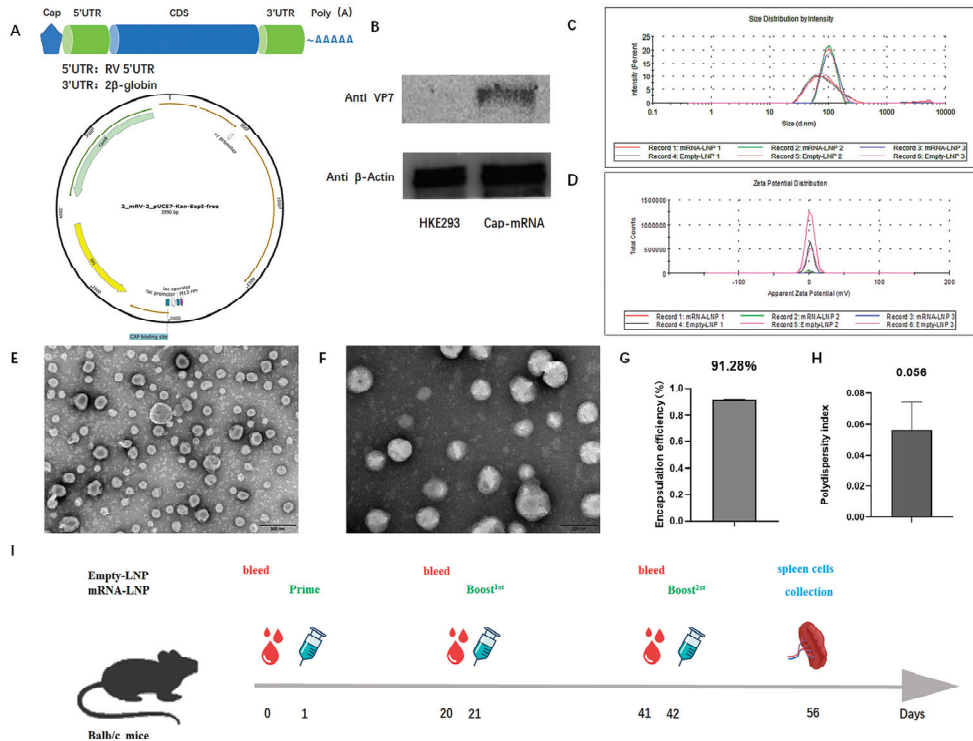 A
Cap 5'UTR CDS 3'UTR Poly (A)
~AAAAA
5'UTR: RV 5'UTR
3'UTR: 2β-globin
T7 promoter
2_mRV-2_pUC57-Kan-SapI-free
3990 bp
lac operator
lac promoter M13 rev
CAP binding site
B
Anti VP7
Anti β-Actin
HKE293 Cap-mRNA
C
Size Distribution by Intensity
Intensity (Percent
25
20
15
10
5
0
0.1 1 10 100 1000 10000
Size (d.nm)
Record 1: mRNA-LNP 1 Record 2: mRNA-LNP 2 Record 3: mRNA-LNP 3
Record 4: Empty-LNP 1 Record 5: Empty-LNP 2 Record 6: Empty-LNP 3
D
Zeta Potential Distribution
Total Counts
1500000
1000000
500000
0
-100 0 100 200
Apparent Zeta Potential (mV)
Record 1: mRNA-LNP 1 Record 2: mRNA-LNP 2 Record 3: mRNA-LNP 3
Record 4: Empty-LNP 1 Record 5: Empty-LNP 2 Record 6: Empty-LNP 3
E
F
G
91.28%
Encapsulation efficiency(%)
1.0
0.8
0.6
0.4
0.2
0.0
H
0.056
Polydispersity index
0.08
0.06
0.04
0.02
0.00
I
Empty-LNP
mRNA-LNP
Balb/c mice
bleed bleed bleed spleen cells
Prime Boost1st Boost2st collection
0 1 20 21 41 42 56 Days